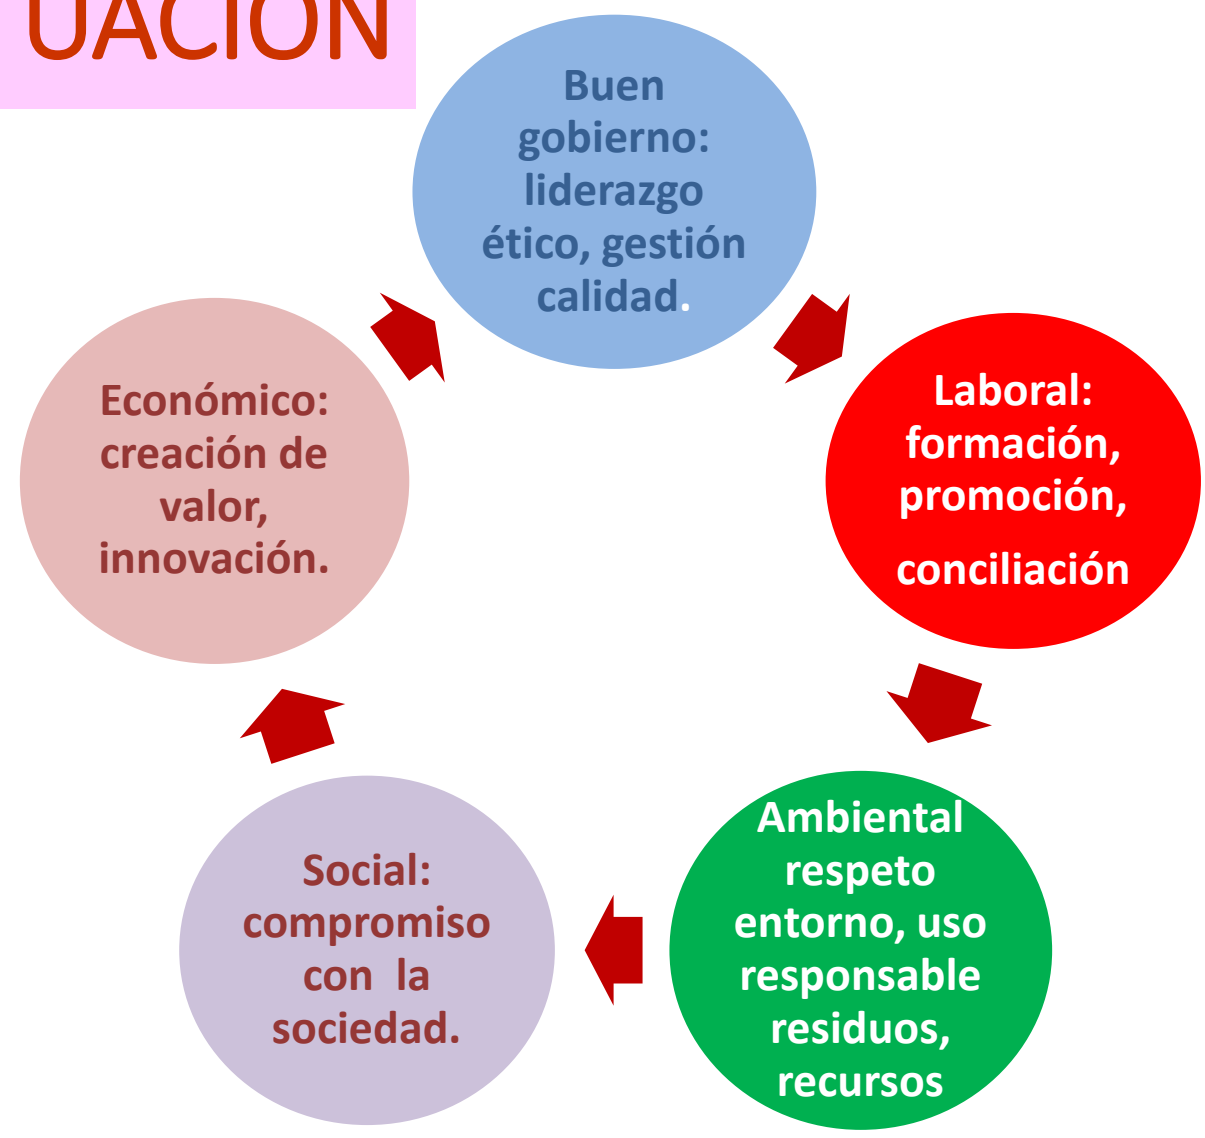 UACIÓN
Buen
gobierno:
liderazgo
ético, gestión
calidad.
Laboral:
formación,
promoción,
conciliación
Ambiental
respeto
entorno, uso
responsable
residuos,
recursos
Social:
compromiso
con la
sociedad.
Económico:
creación de
valor,
innovación.